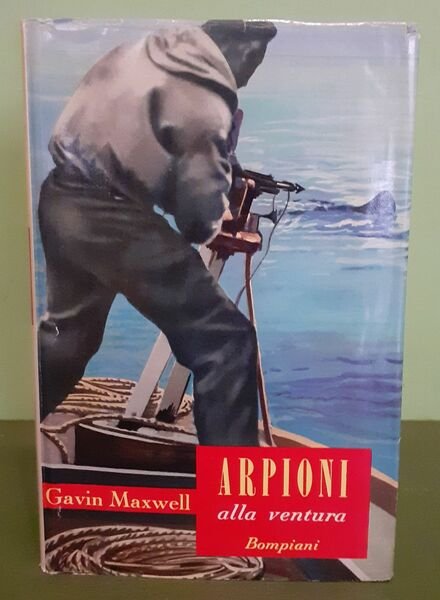 Gavin Maxwell
ARPIONI
alla ventura
Bompiani